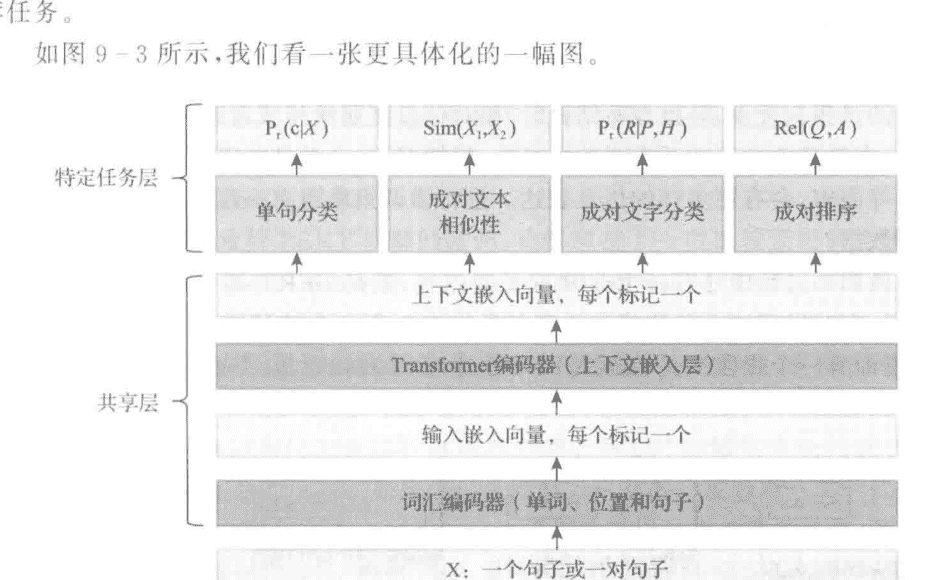 任务。
如图 9-3 所示,我们看一张更具体化的一幅图。
Pr(c|X) Sim(X1,X2) Pr(R|P,H) Rel(Q,A)
特定任务层
单句分类 成对文本相似性 成对文字分类 成对排序
上下文嵌入向量，每个标记一个
Transformer编码器（上下文嵌入层）
共享层
输入嵌入向量，每个标记一个
词汇编码器（单词、位置和句子）
X：一个句子或一对句子